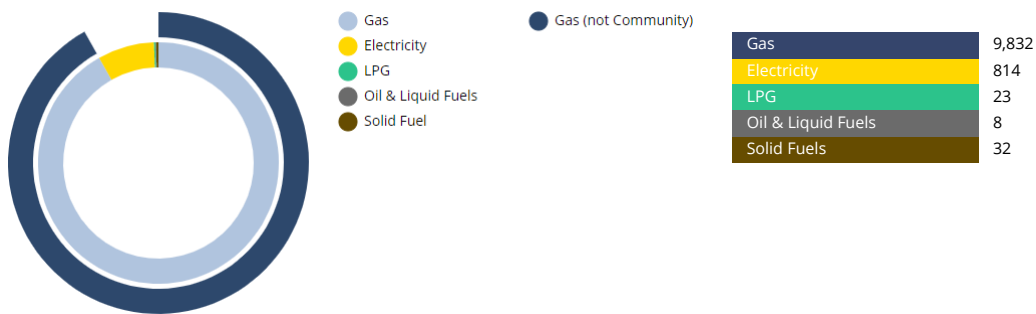 Gas
Electricity
LPG
Oil & Liquid Fuels
Solid Fuel
Gas (not Community)
Gas 9,832
Electricity 814
LPG 23
Oil & Liquid Fuels 8
Solid Fuels 32